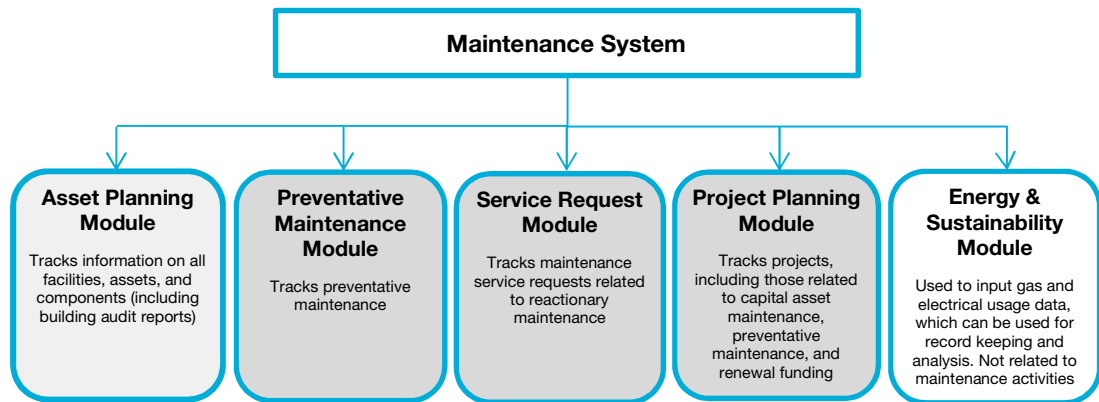 Maintenance System
Asset Planning
Module
Tracks information on all
facilities, assets, and
components (including
building audit reports)
Preventative
Maintenance
Module
Tracks preventative
maintenance
Service Request
Module
Tracks maintenance
service requests related
to reactionary
maintenance
Project Planning
Module
Tracks projects,
including those related
to capital asset
maintenance,
preventative
maintenance, and
renewal funding
Energy &
Sustainability
Module
Used to input gas and
electrical usage data,
which can be used for
record keeping and
analysis. Not related to
maintenance activities